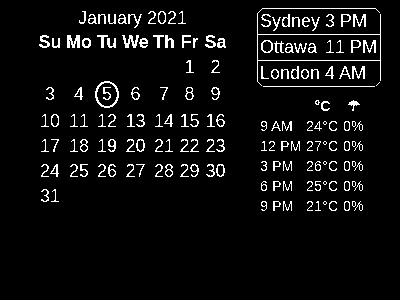 January 2021
Su Mo Tu We Th Fr Sa
1 2
3 4 5 6 7 8 9
10 11 12 13 14 15 16
17 18 19 20 21 22 23
24 25 26 27 28 29 30
31
Sydney 3 PM
Ottawa 11 PM
London 4 AM
°C ☂
9 AM 24°C 0%
12 PM 27°C 0%
3 PM 26°C 0%
6 PM 25°C 0%
9 PM 21°C 0%